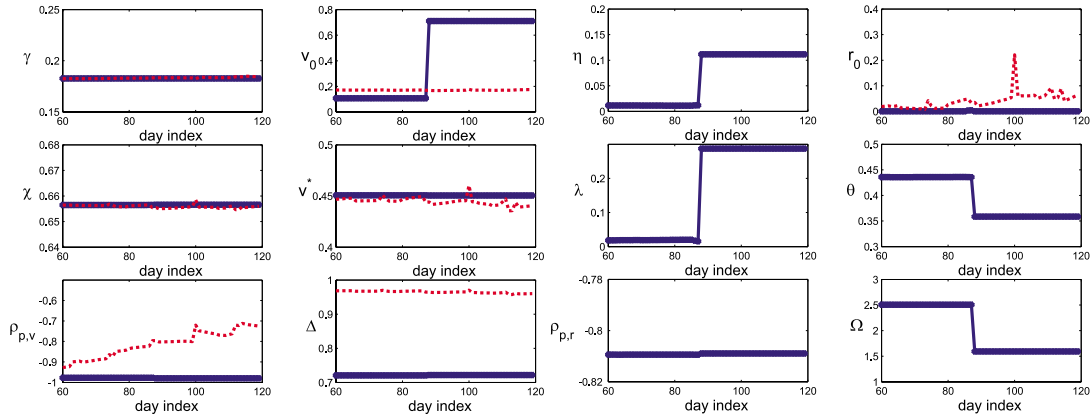 0.25 0.8 0.2 2.4
γ 0.2 v0 0.6 0.4 0.2 η 0.15 0.1 0.05 r0 0.3 0.2 0.1
0.15 0 0 0
60 80 100 120 60 80 100 120 60 80 100 120 60 80 100 120
day index day index day index day index
0.68 0.5 0.5
χ 0.67 0.66 0.65 v* 0.45 λ 0.2 0.1 θ 0.45 0.4 0.35
0.64 0.4 0 0.3
60 80 100 120 60 80 100 120 60 80 100 120 60 80 100 120
day index day index day index day index
-0.6 1 -0.78 3
ρp,v -0.7 -0.8 -0.9 Δ 0.9 0.8 ρp,r -0.8 Ω 2.5 2 1.5
-1 0.7 -0.82 1
60 80 100 120 60 80 100 120 60 80 100 120 60 80 100 120
day index day index day index day index